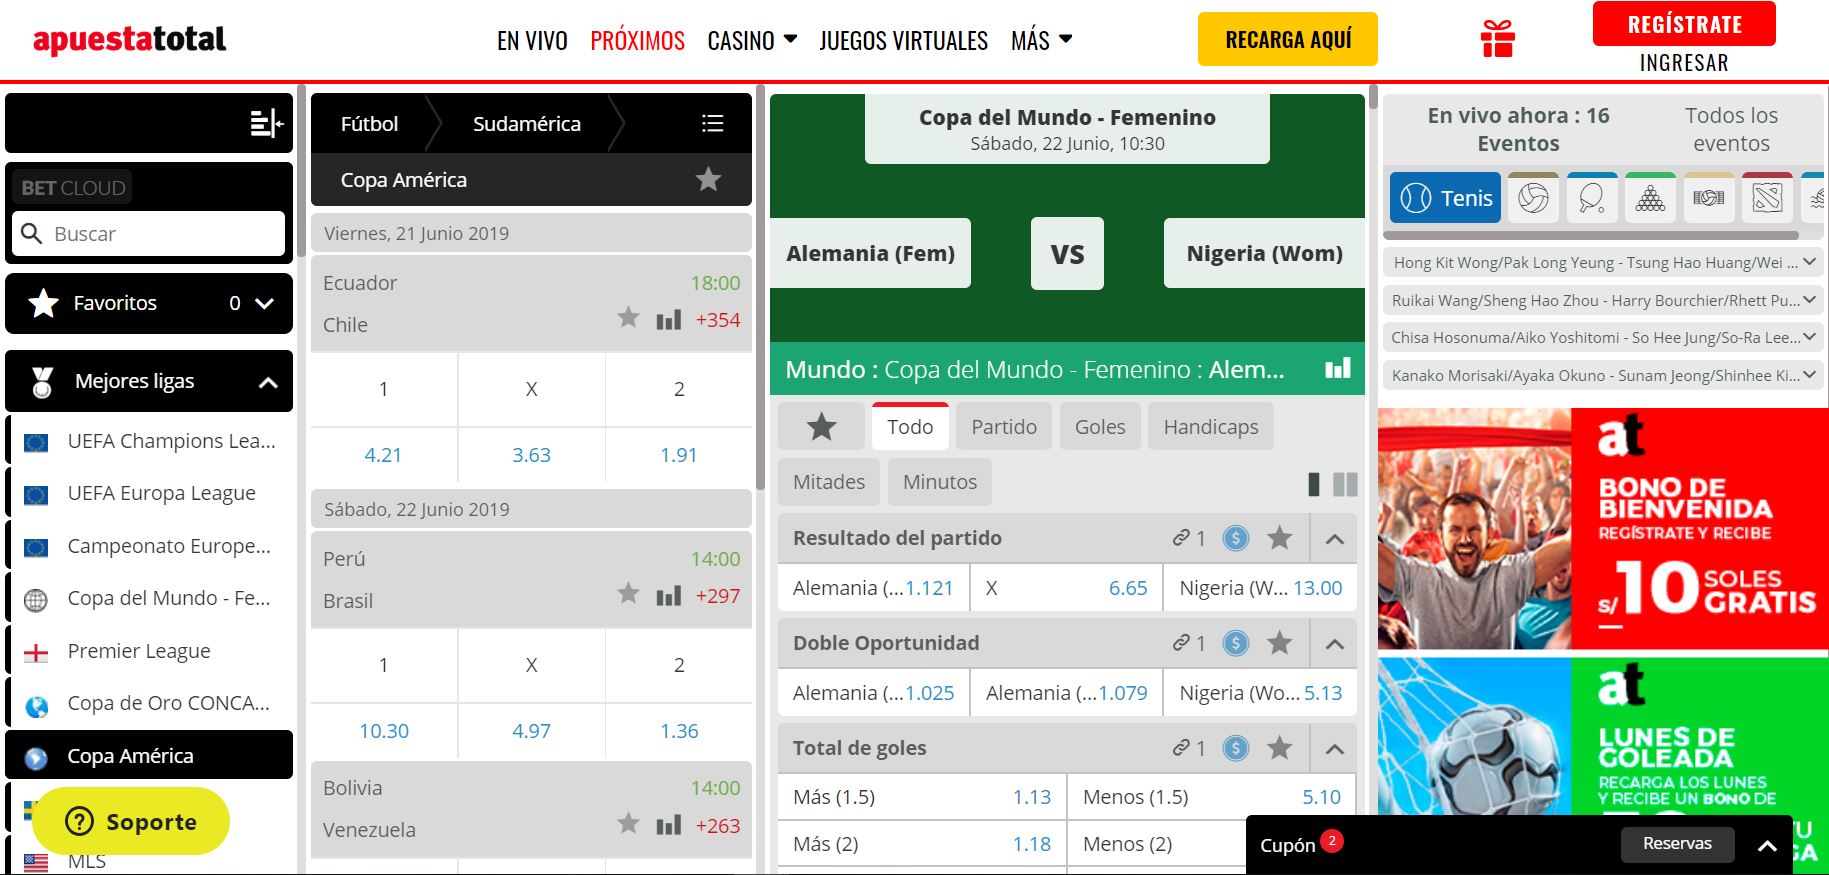 apuestatotal
EN VIVO
PRÓXIMOS
CASINO
JUEGOS VIRTUALES
MÁS
RECARGA AQUÍ
REGÍSTRATE
INGRESAR
BET CLOUD
Buscar
Favoritos 0
Mejores ligas
UEFA Champions Lea...
UEFA Europa League
Campeonato Europe...
Copa del Mundo - Fe...
Premier League
Copa de Oro CONCA...
Copa América
Soporte
MLS
Fútbol
Sudamérica
Copa América
Viernes, 21 Junio 2019
Ecuador 18:00
Chile +354
1 X 2
4.21 3.63 1.91
Sábado, 22 Junio 2019
Perú 14:00
Brasil +297
1 X 2
10.30 4.97 1.36
Bolivia 14:00
Venezuela +263
Copa del Mundo - Femenino
Sábado, 22 Junio, 10:30
Alemania (Fem)
VS
Nigeria (Wom)
Mundo : Copa del Mundo - Femenino : Alem...
Todo
Partido
Goles
Handicaps
Mitades
Minutos
Resultado del partido 1 $
Alemania (...1.121
X 6.65
Nigeria (W... 13.00
Doble Oportunidad 1 $
Alemania (...1.025
Alemania (...1.079
Nigeria (Wo... 5.13
Total de goles 1 $
Más (1.5) 1.13
Menos (1.5) 5.10
Más (2) 1.18
Menos (2)
En vivo ahora : 16
Eventos
Todos los
eventos
Tenis
Hong Kit Wong/Pak Long Yeung - Tsung Hao Huang/Wei ...
Ruikai Wang/Sheng Hao Zhou - Harry Bourchier/Rhett Pu...
Chisa Hosonuma/Aiko Yoshitomi - So Hee Jung/So-Ra Lee...
Kanako Morisaki/Ayaka Okuno - Sunam Jeong/Shinhee Ki...
at
BONO DE
BIENVENIDA
REGÍSTRATE Y RECIBE
S/10 SOLES
GRATIS
at
LUNES DE
GOLEADA
RECARGA LOS LUNES
Y RECIBE UN BONO DE
TU
GA
Cupón 2
Reservas